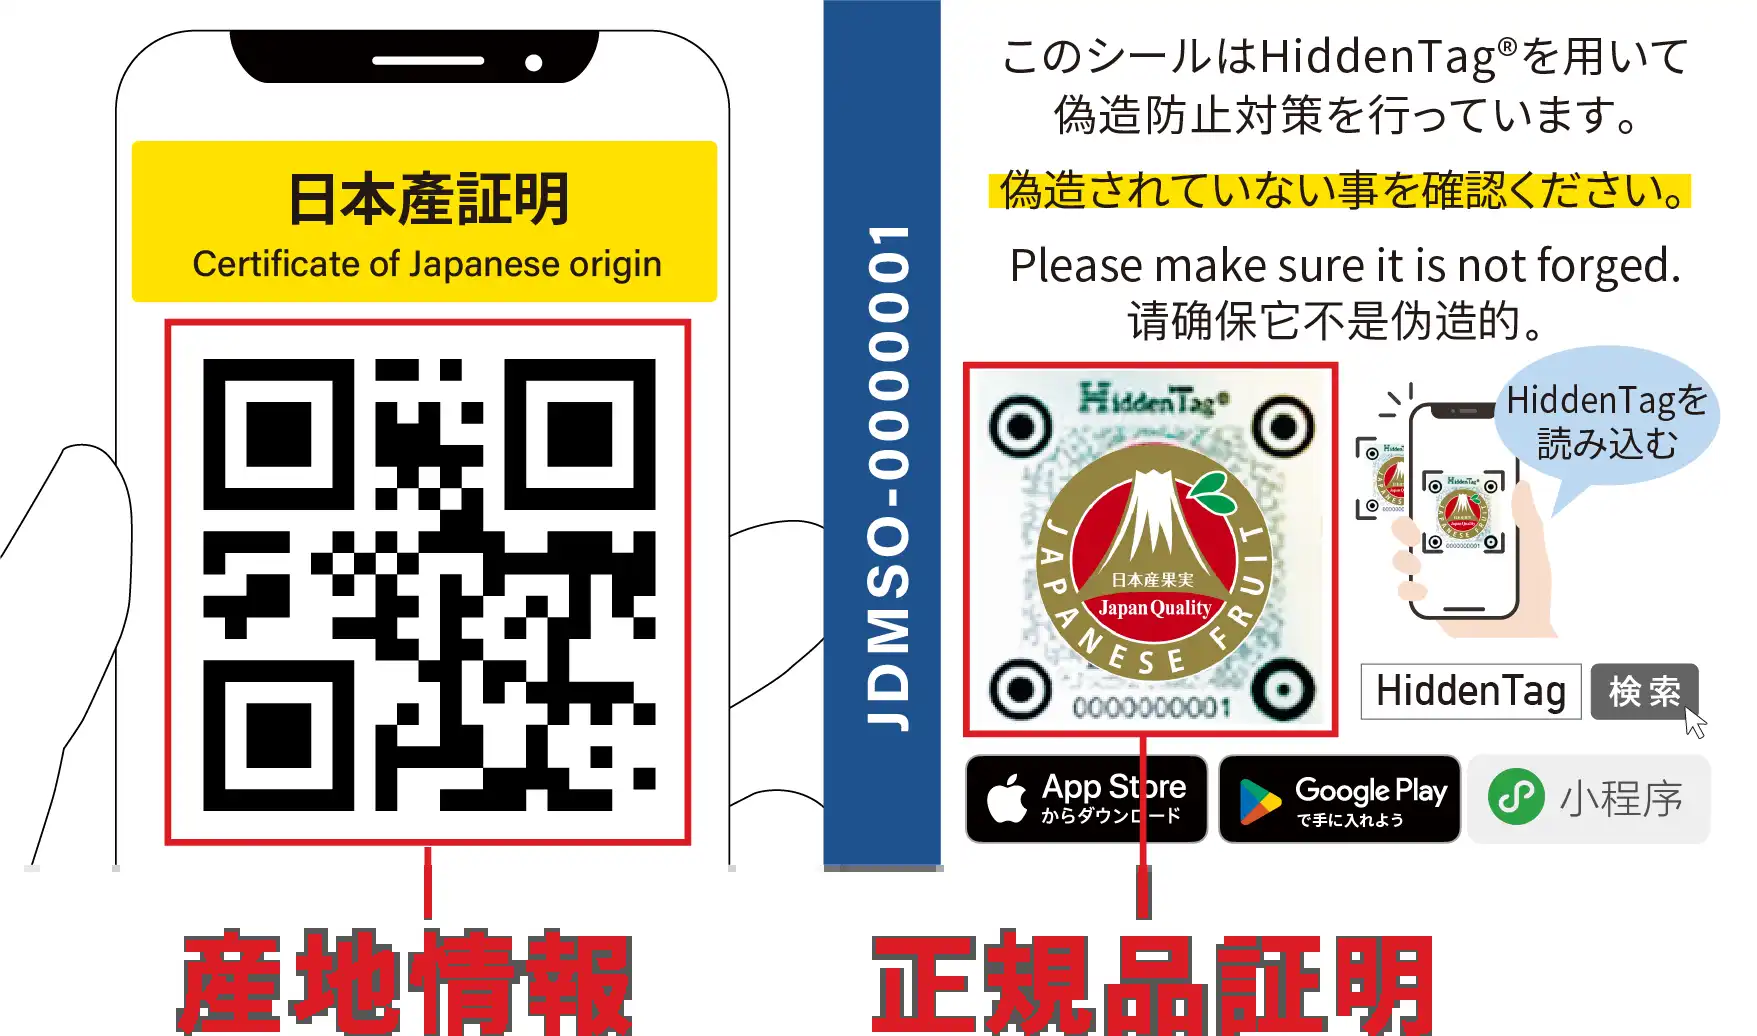 日本產証明
Certificate of Japanese origin
産地情報
JDMSO-0000001
このシールはHiddenTag®を用いて
偽造防止対策を行っています。
偽造されていない事を確認ください。
Please make sure it is not forged.
请确保它不是伪造的。
HiddenTag®
日本産果実
Japan Quality
JAPANESE FRUIT
0000000001
HiddenTagを
読み込む
HiddenTag®
Japan Quality
0000000001
HiddenTag
検索
App Store
からダウンロード
Google Play
で手に入れよう
小程序
正規品証明